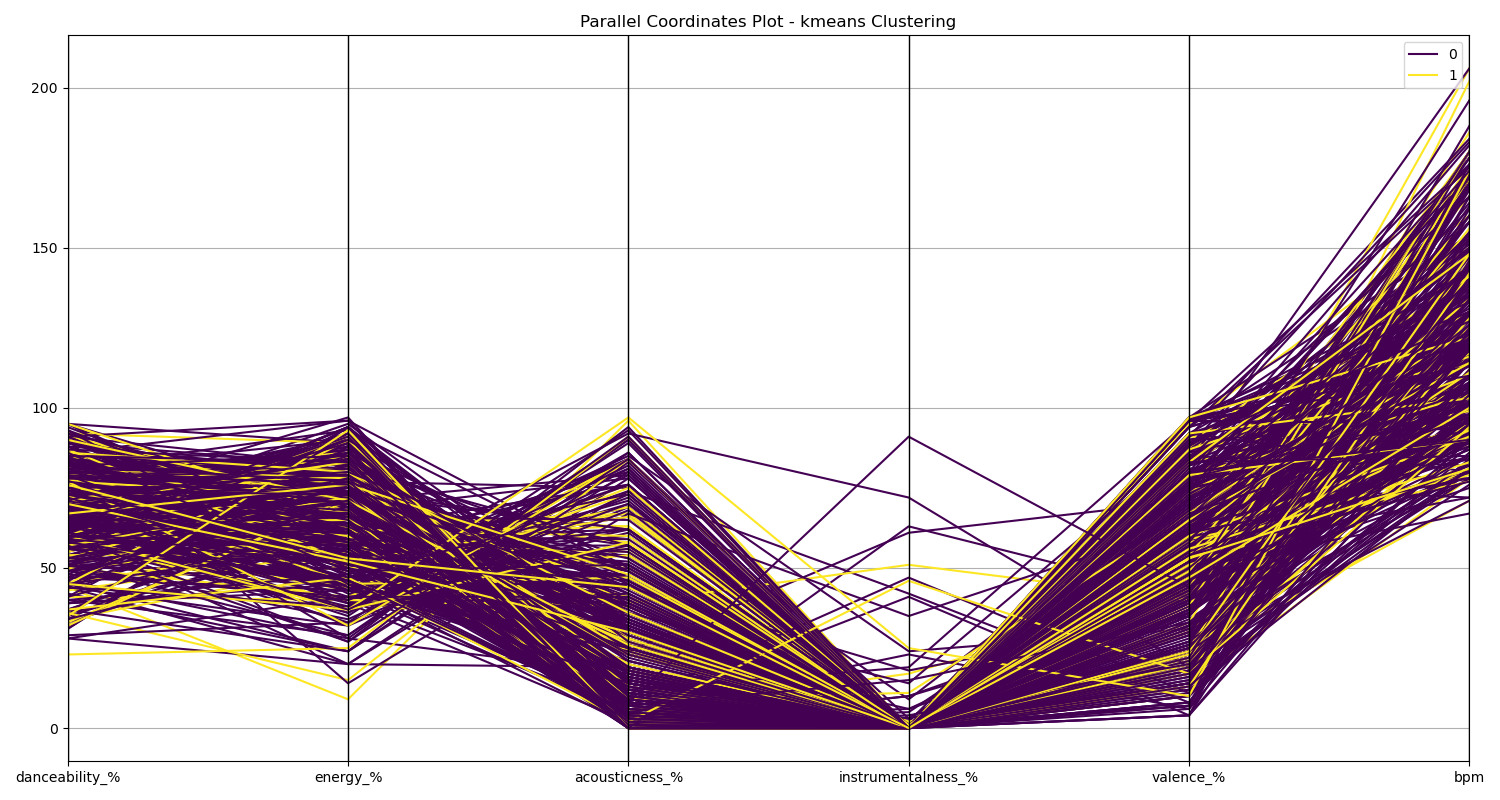 Parallel Coordinates Plot - kmeans Clustering
0
1
200
150
100
50
0
danceability_%
energy_%
acousticness_%
instrumentalness_%
valence_%
bpm